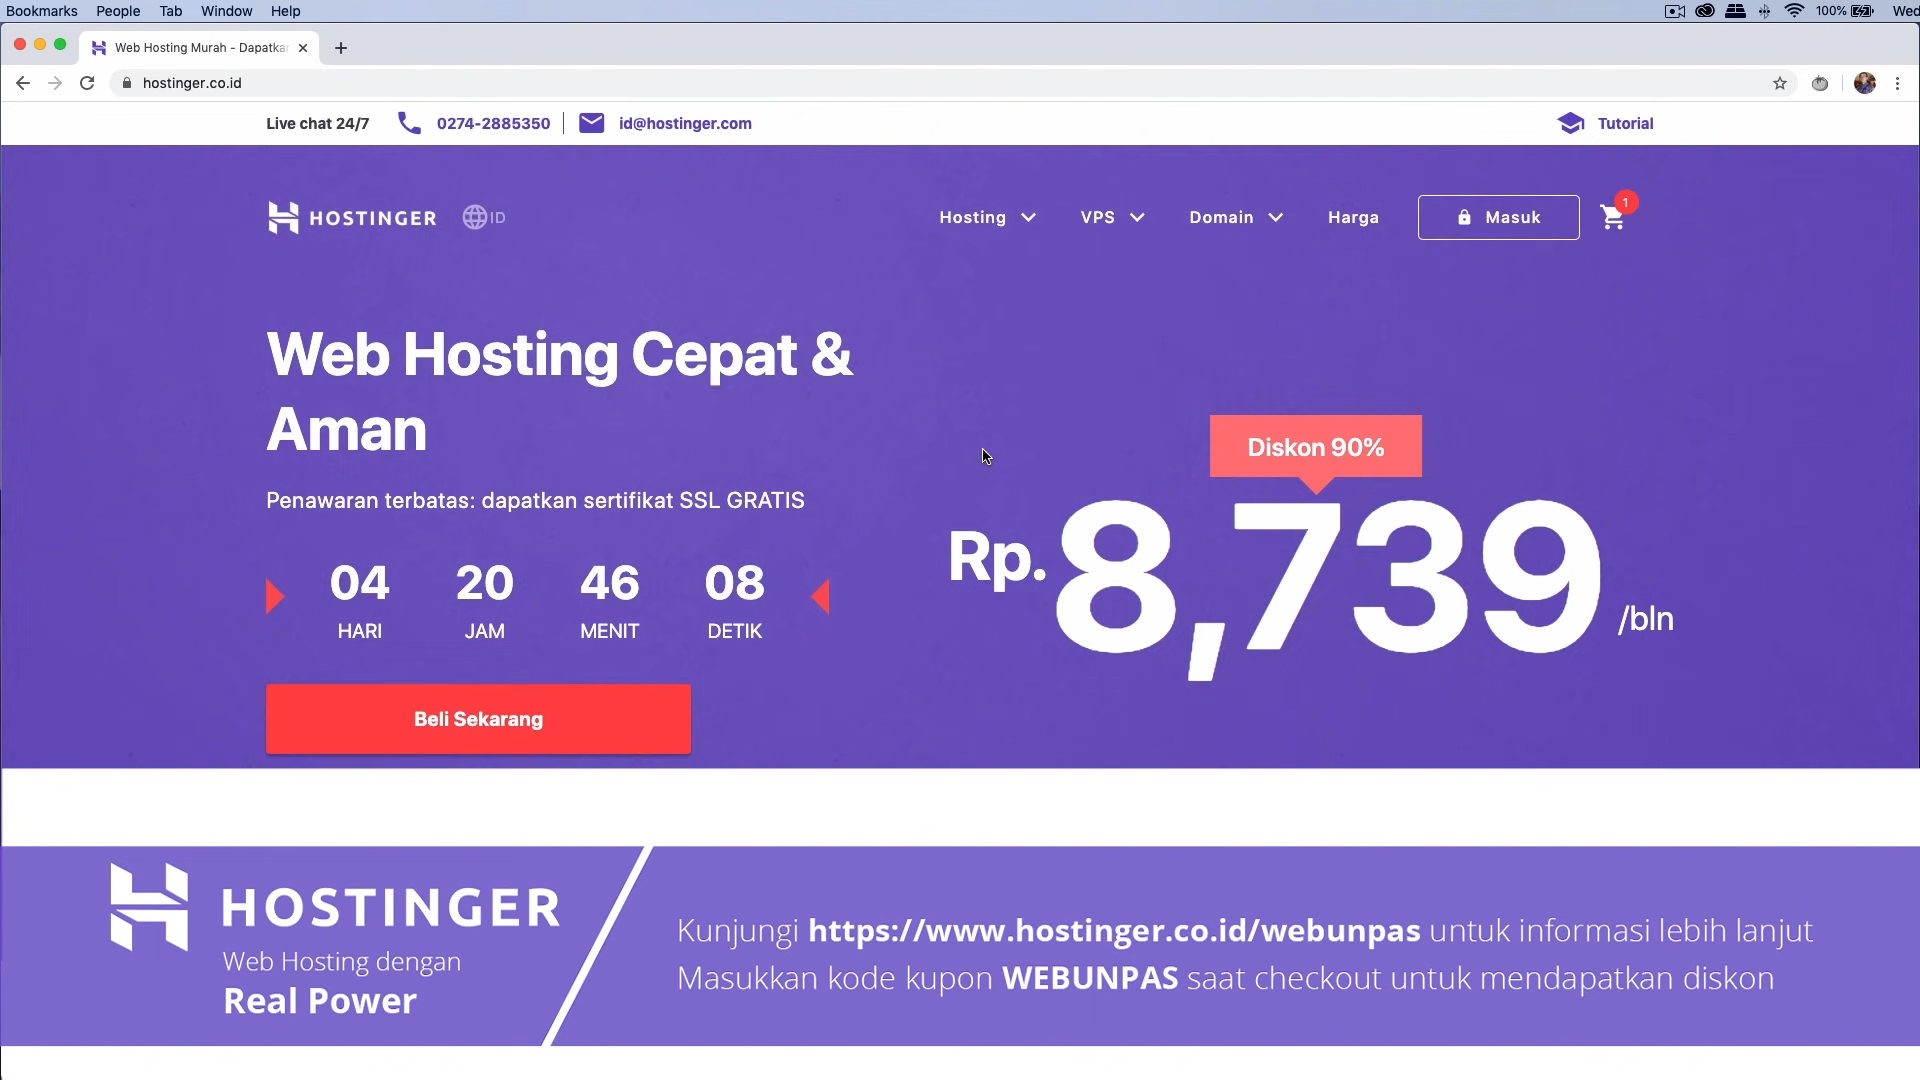 Bookmarks People Tab Window Help 100% Wed
Web Hosting Murah - Dapatka
hostinger.co.id
Live chat 24/7 0274-2885350 id@hostinger.com Tutorial
HOSTINGER ID Hosting VPS Domain Harga Masuk 1
Web Hosting Cepat &
Aman
Penawaran terbatas: dapatkan sertifikat SSL GRATIS
04 20 46 08
HARI JAM MENIT DETIK
Beli Sekarang
Diskon 90%
Rp.8,739 /bln
HOSTINGER
Web Hosting dengan
Real Power
Kunjungi https://www.hostinger.co.id/webunpas untuk informasi lebih lanjut
Masukkan kode kupon WEBUNPAS saat checkout untuk mendapatkan diskon